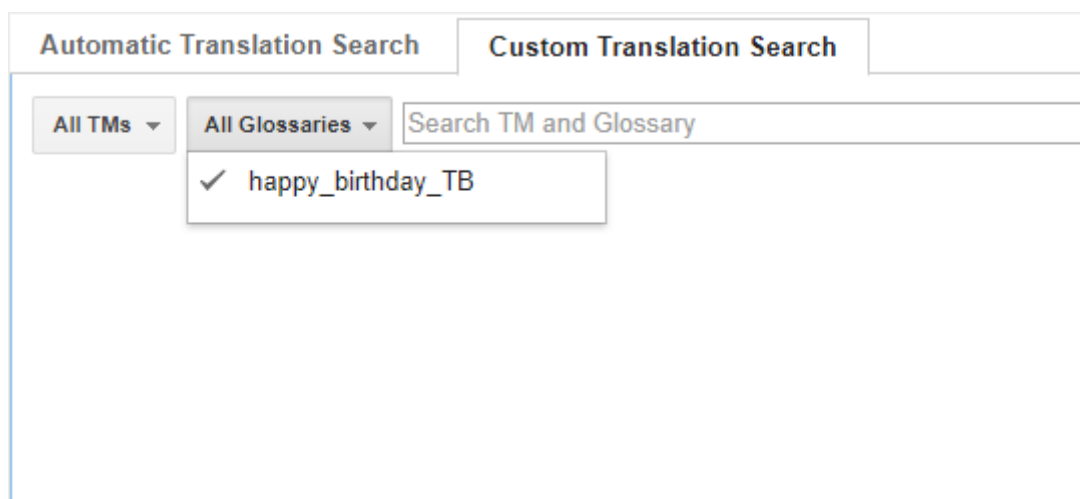 Automatic Translation Search
Custom Translation Search
All TMs
All Glossaries
Search TM and Glossary
happy_birthday_TB